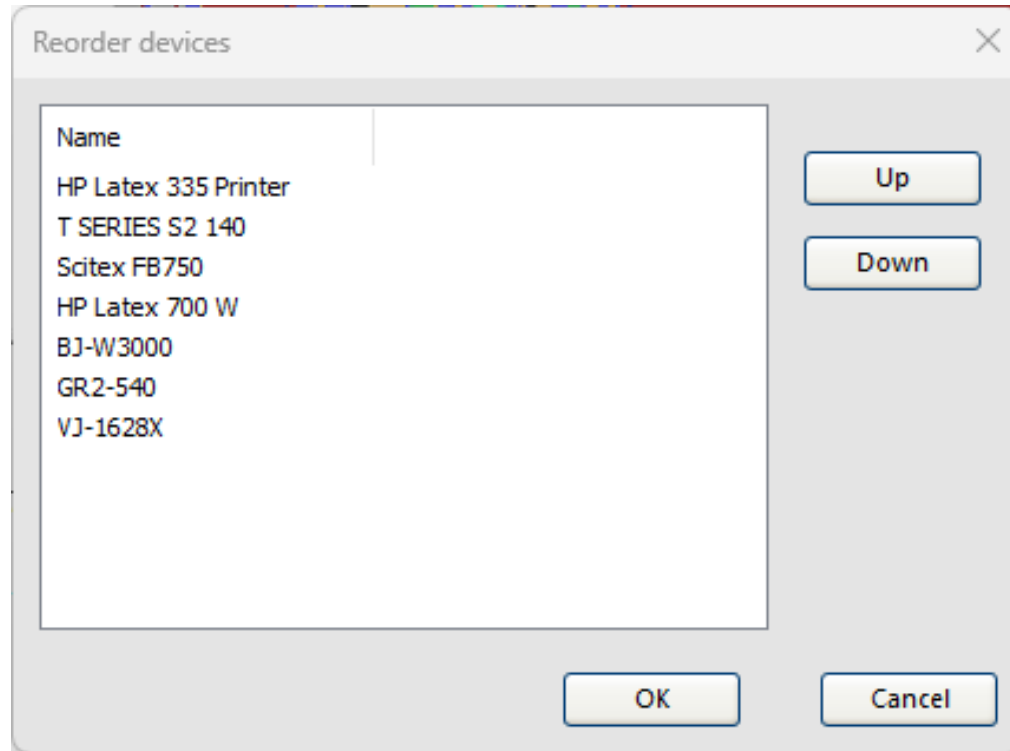 Reorder devices
Name
HP Latex 335 Printer
T SERIES S2 140
Scitex FB750
HP Latex 700 W
BJ-W3000
GR2-540
VJ-1628X
Up
Down
OK
Cancel